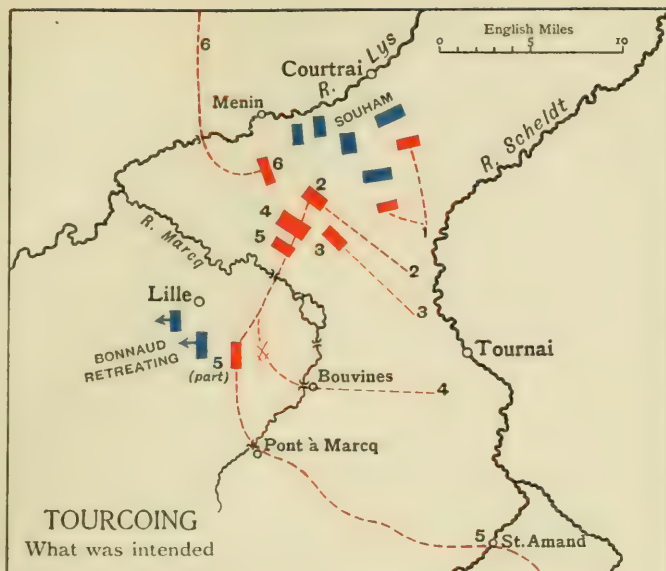 English Miles
0 5 10
6
Courtrai
R. Lys
Menin
SOUHAM
R. Scheldt
6
2
4
5
3
1
2
3
R. Marcq
Lille
BONNAUD
RETREATING
5
(part)
Tournai
Bouvines
4
Pont à Marcq
TOURCOING
What was intended
5
St. Amand